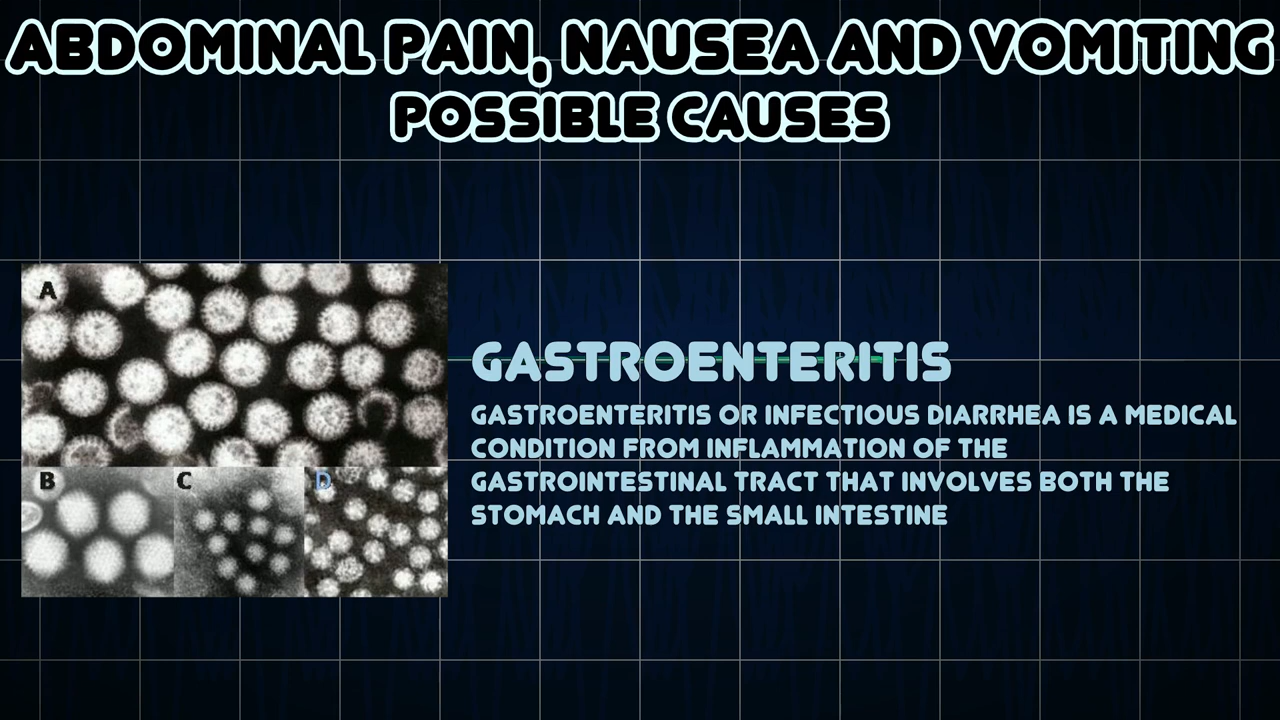 ABDOMINAL PAIN, NAUSEA AND VOMITING
POSSIBLE CAUSES
A
B
C
D
GASTROENTERITIS
GASTROENTERITIS OR INFECTIOUS DIARRHEA IS A MEDICAL
CONDITION FROM INFLAMMATION OF THE
GASTROINTESTINAL TRACT THAT INVOLVES BOTH THE
STOMACH AND THE SMALL INTESTINE